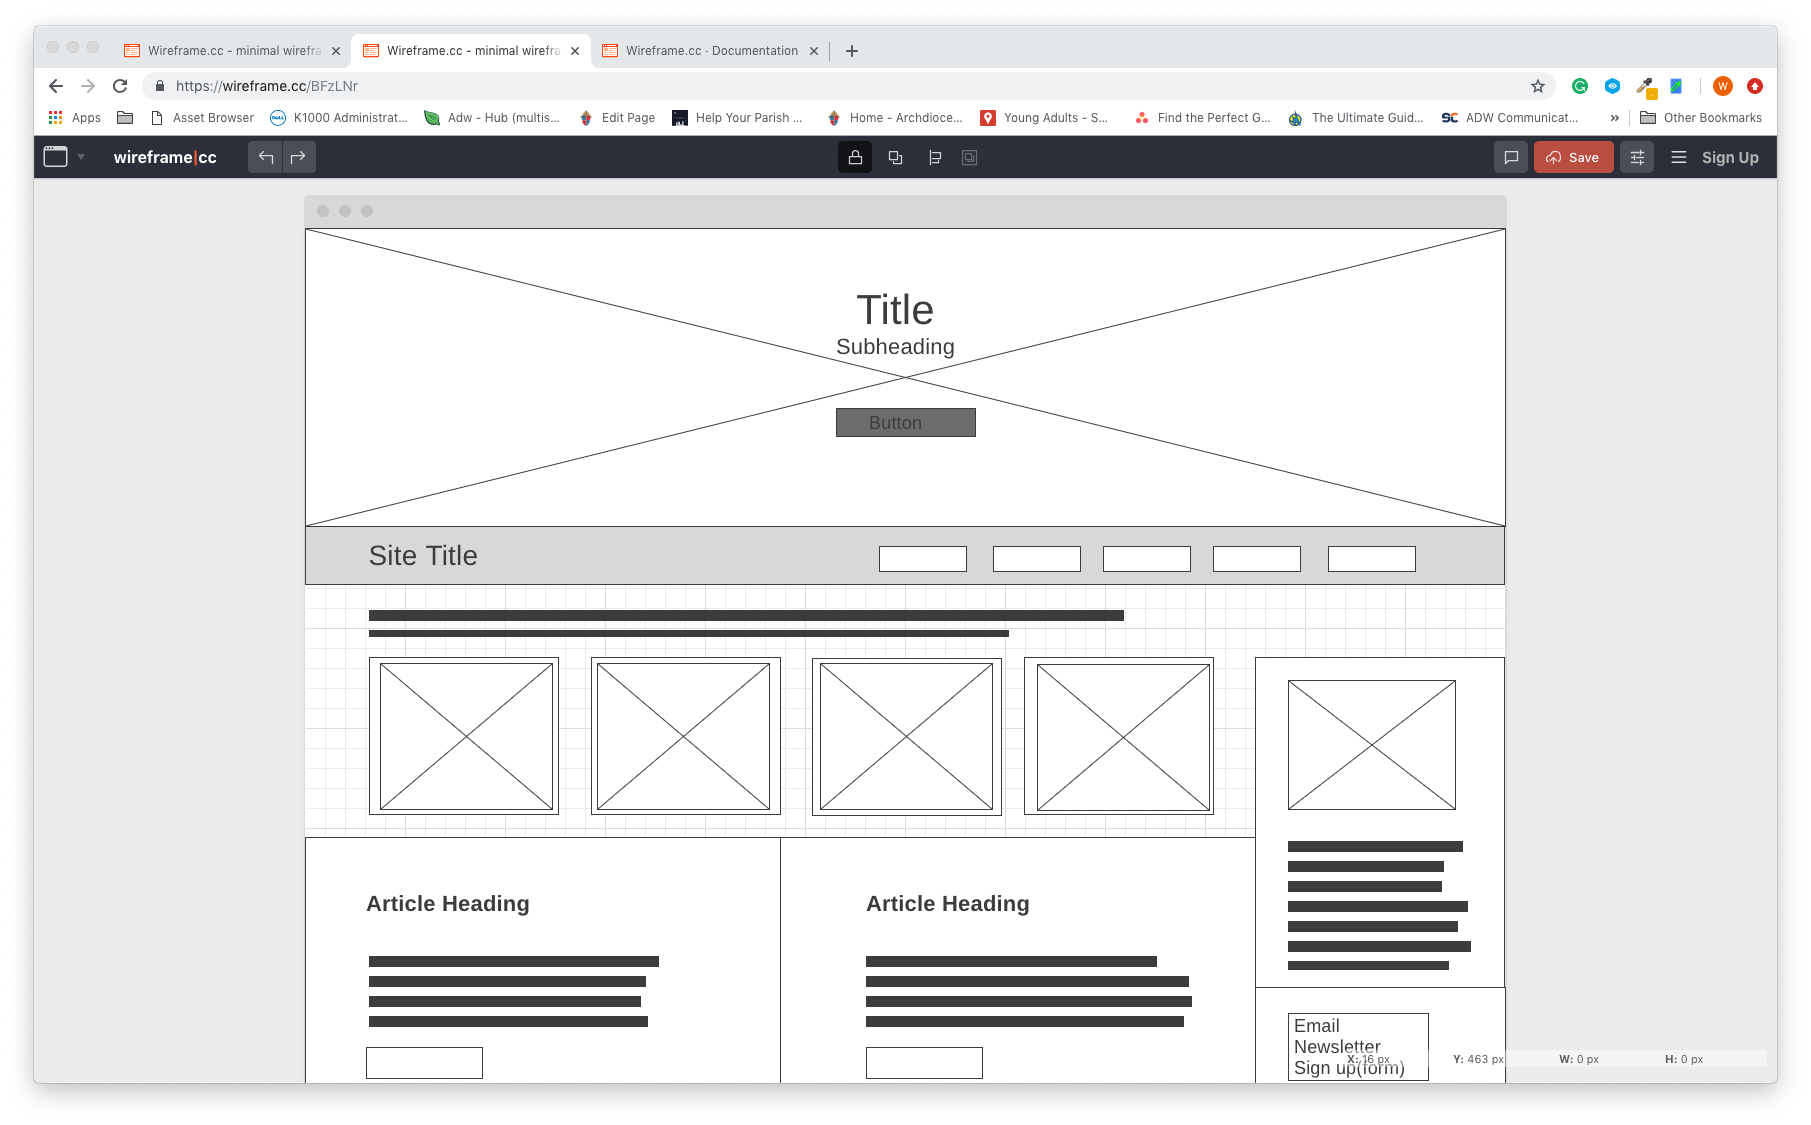 Wireframe.cc - minimal wirefra
Wireframe.cc - minimal wirefra
Wireframe.cc · Documentation
https://wireframe.cc/BFzLNr
W
Apps
Asset Browser
K1000 Administrat...
Adw - Hub (multis...
Edit Page
Help Your Parish ...
Home - Archdioce...
Young Adults - S...
Find the Perfect G...
The Ultimate Guid...
ADW Communicat...
»
Other Bookmarks
wireframe|cc
Save
Sign Up
Title
Subheading
Button
Site Title
Article Heading
Article Heading
Email
Newsletter
Sign up(form)
X: 16 px
Y: 463 px
W: 0 px
H: 0 px